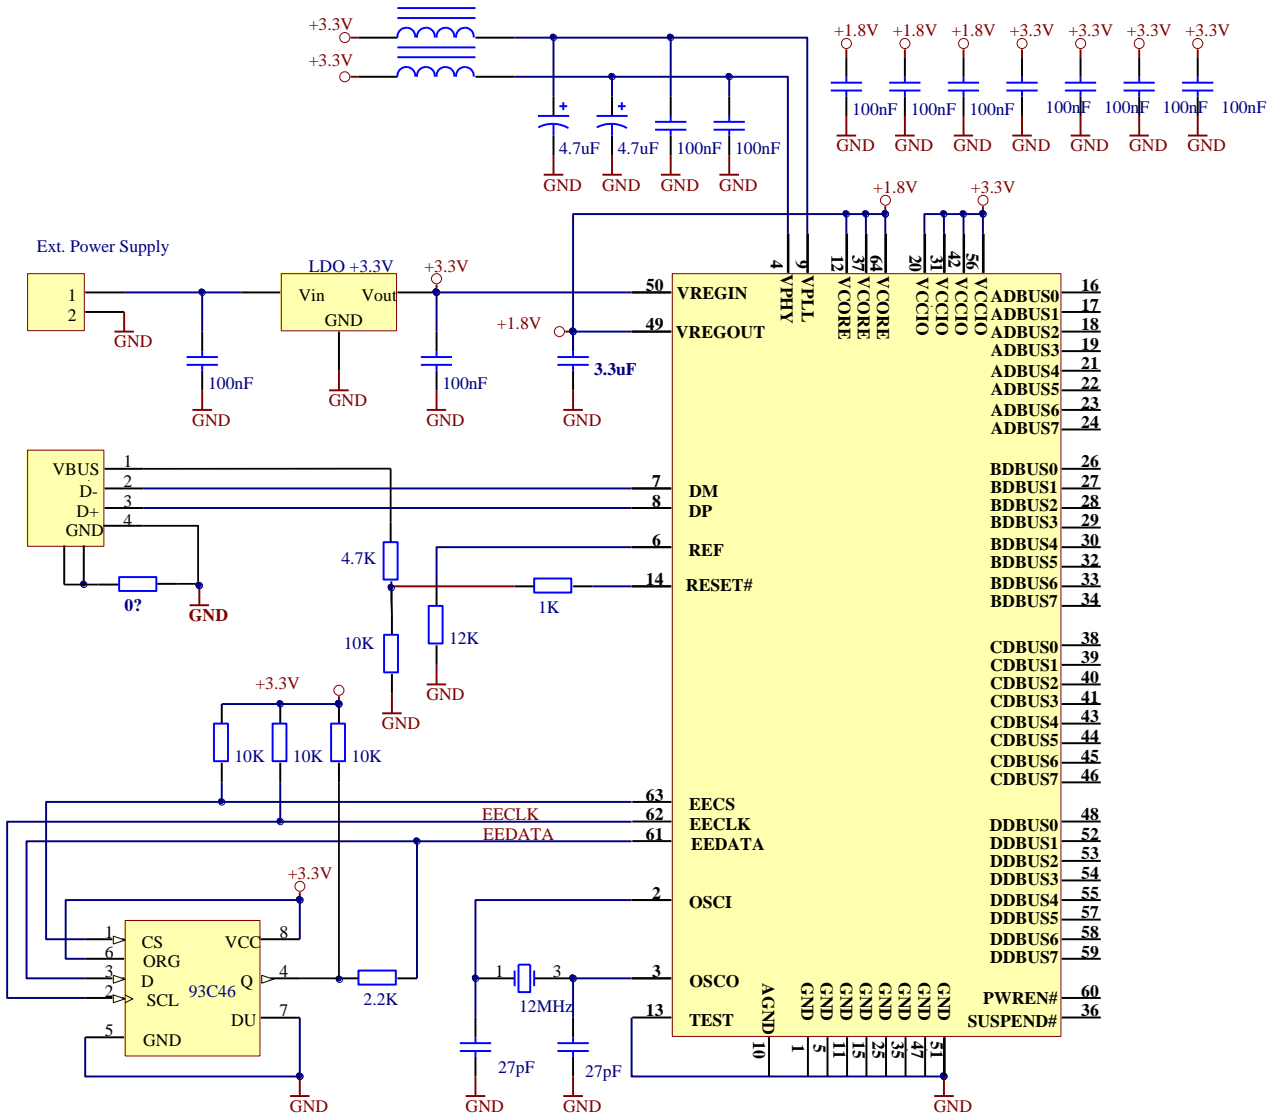 +3.3V
+3.3V
4.7uF 4.7uF 100nF 100nF
GND GND GND GND
+1.8V +1.8V +1.8V +3.3V +3.3V +3.3V +3.3V
100nF 100nF 100nF 100nF 100nF 100nF 100nF
GND GND GND GND GND GND GND
+1.8V +3.3V
Ext. Power Supply
1
2
GND
100nF
GND
LDO +3.3V
Vin Vout
GND
GND
+3.3V
100nF
GND
+1.8V
3.3uF
GND
VBUS 1
D- 2
D+ 3
GND 4
0?
GND
4.7K
10K
GND
1K
12K
GND
+3.3V
10K 10K 10K
EECLK
EEDATA
+3.3V
1 CS
6 ORG
3 D
2 SCL
5 GND
93C46
VCC 8
Q 4
DU 7
GND
2.2K
1 3
12MHz
27pF 27pF
GND GND
50 VREGIN
49 VREGOUT
7 DM
8 DP
6 REF
14 RESET#
63 EECS
62 EECLK
61 EEDATA
2 OSCI
3 OSCO
13 TEST
4 VPHY
9 VPLL
12 VCORE
37 VCORE
64 VCORE
20 VCCIO
31 VCCIO
42 VCCIO
56 VCCIO
ADBUS0 16
ADBUS1 17
ADBUS2 18
ADBUS3 19
ADBUS4 21
ADBUS5 22
ADBUS6 23
ADBUS7 24
BDBUS0 26
BDBUS1 27
BDBUS2 28
BDBUS3 29
BDBUS4 30
BDBUS5 32
BDBUS6 33
BDBUS7 34
CDBUS0 38
CDBUS1 39
CDBUS2 40
CDBUS3 41
CDBUS4 43
CDBUS5 44
CDBUS6 45
CDBUS7 46
DDBUS0 48
DDBUS1 52
DDBUS2 53
DDBUS3 54
DDBUS4 55
DDBUS5 57
DDBUS6 58
DDBUS7 59
PWREN# 60
SUSPEND# 36
AGND 10
GND 1
GND 5
GND 11
GND 15
GND 25
GND 35
GND 47
GND 51
GND